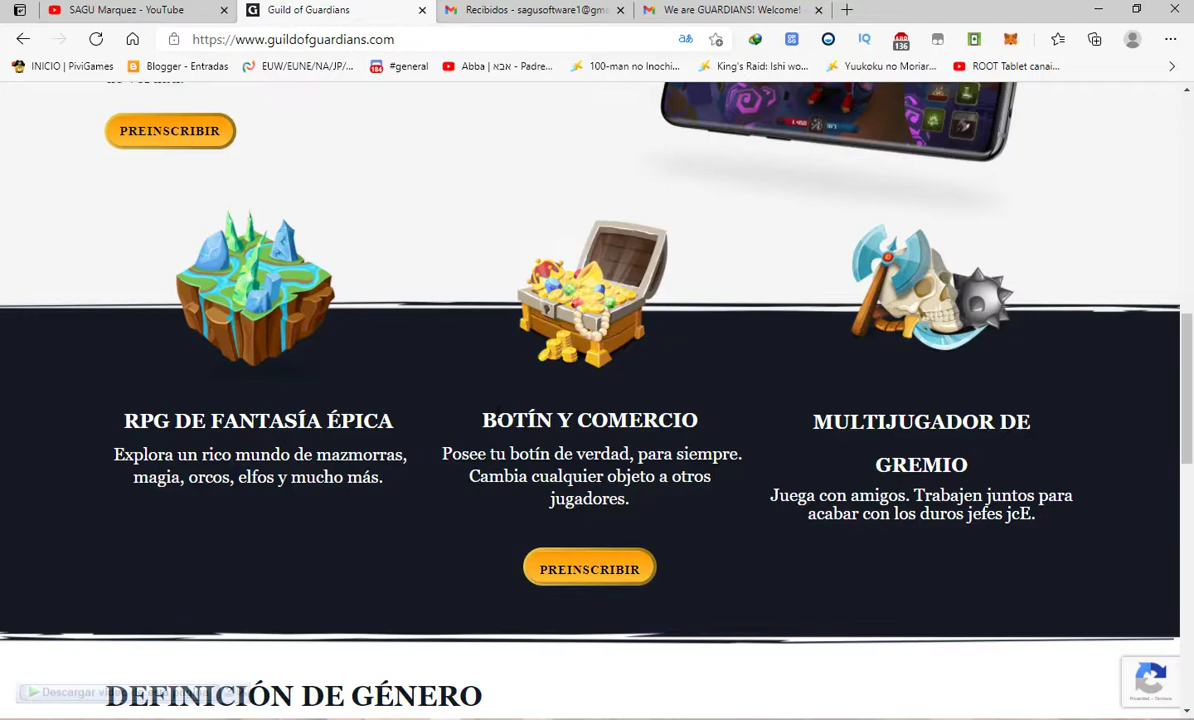 SAGU Marquez - YouTube
Guild of Guardians
Recibidos - sagusoftware1@gm
We are GUARDIANS! Welcome! -
https://www.guildofguardians.com
INICIO | PiviGames
Blogger - Entradas
EUW/EUNE/NA/JP/...
#general
Abba | אבא - Padre...
100-man no Inochi...
King's Raid: Ishi wo...
Yuukoku no Moriar...
ROOT Tablet canai...
PREINSCRIBIR
RPG DE FANTASÍA ÉPICA
Explora un rico mundo de mazmorras,
magia, orcos, elfos y mucho más.
BOTÍN Y COMERCIO
Posee tu botín de verdad, para siempre.
Cambia cualquier objeto a otros
jugadores.
MULTIJUGADOR DE
GREMIO
Juega con amigos. Trabajen juntos para
acabar con los duros jefes jcE.
PREINSCRIBIR
DEFINICIÓN DE GÉNERO